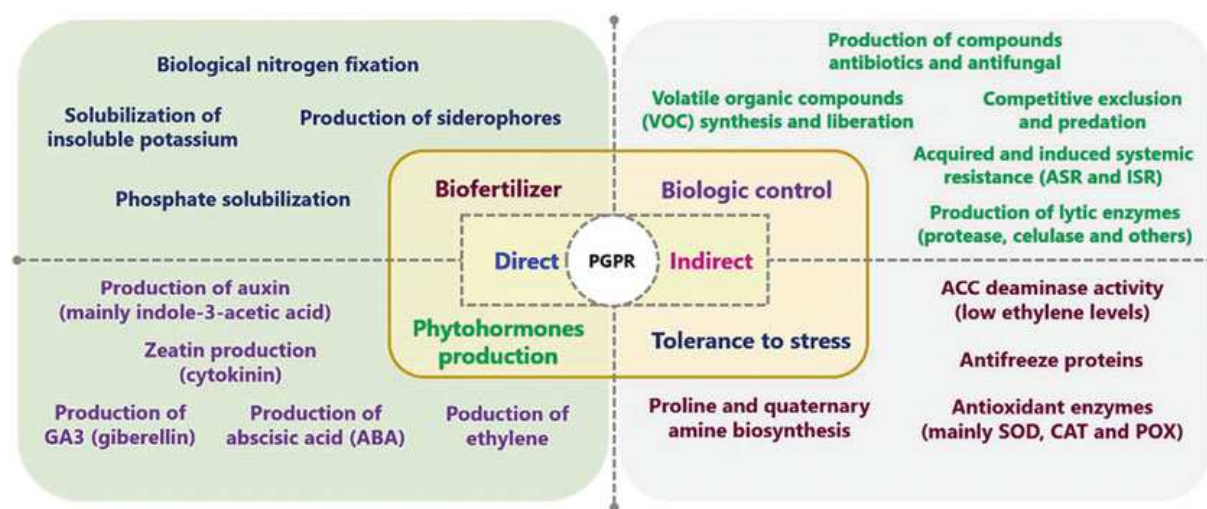 Biological nitrogen fixation
Solubilization of
insoluble potassium
Production of siderophores
Phosphate solubilization
Biofertilizer
Production of compounds
antibiotics and antifungal
Volatile organic compounds
(VOC) synthesis and liberation
Competitive exclusion
and predation
Acquired and induced systemic
resistance (ASR and ISR)
Production of lytic enzymes
(protease, celulase and others)
Biologic control
Direct
PGPR
Indirect
Production of auxin
(mainly indole-3-acetic acid)
Zeatin production
(cytokinin)
Production of
GA3 (giberellin)
Production of
abscisic acid (ABA)
Poduction of
ethylene
Phytohormones
production
Tolerance to stress
ACC deaminase activity
(low ethylene levels)
Antifreeze proteins
Proline and quaternary
amine biosynthesis
Antioxidant enzymes
(mainly SOD, CAT and POX)